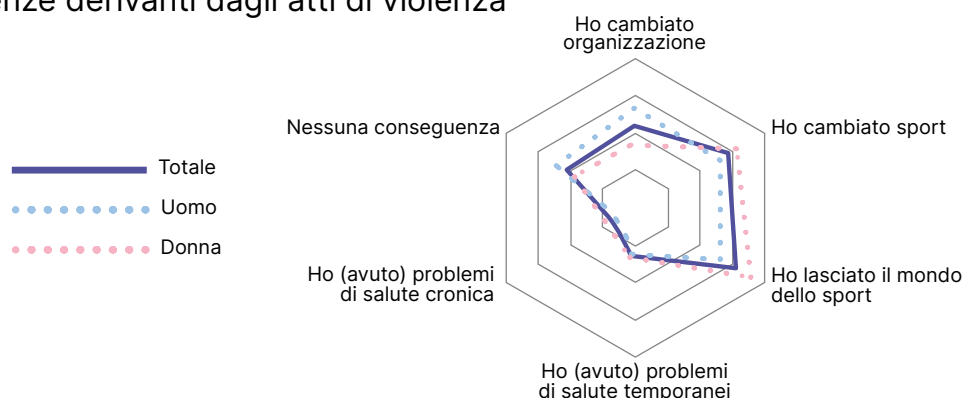 derivanti dagli atti di violenza
Ho cambiato
organizzazione
Nessuna conseguenza
Ho cambiato sport
Totale
Uomo
Donna
Ho (avuto) problemi
di salute cronica
Ho lasciato il mondo
dello sport
Ho (avuto) problemi
di salute temporanei